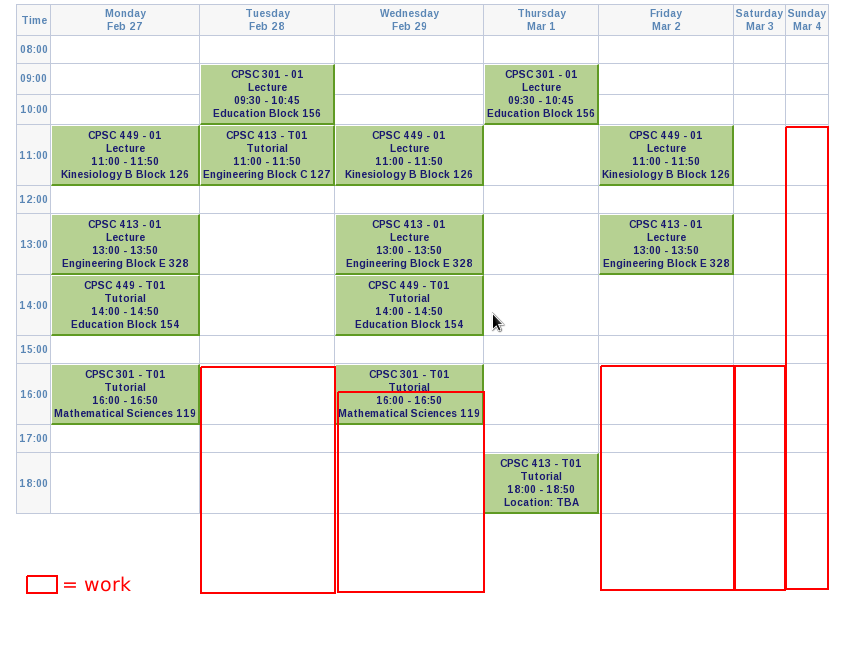 Time Monday Tuesday Wednesday Thursday Friday Saturday Sunday
Feb 27 Feb 28 Feb 29 Mar 1 Mar 2 Mar 3 Mar 4
08:00
09:00
CPSC 301 - 01
Lecture
09:30 - 10:45
Education Block 156
CPSC 301 - 01
Lecture
09:30 - 10:45
Education Block 156
10:00
11:00
CPSC 449 - 01
Lecture
11:00 - 11:50
Kinesiology B Block 126
CPSC 413 - T01
Tutorial
11:00 - 11:50
Engineering Block C 127
CPSC 449 - 01
Lecture
11:00 - 11:50
Kinesiology B Block 126
CPSC 449 - 01
Lecture
11:00 - 11:50
Kinesiology B Block 126
12:00
13:00
CPSC 413 - 01
Lecture
13:00 - 13:50
Engineering Block E 328
CPSC 413 - 01
Lecture
13:00 - 13:50
Engineering Block E 328
CPSC 413 - 01
Lecture
13:00 - 13:50
Engineering Block E 328
14:00
CPSC 449 - T01
Tutorial
14:00 - 14:50
Education Block 154
CPSC 449 - T01
Tutorial
14:00 - 14:50
Education Block 154
15:00
16:00
CPSC 301 - T01
Tutorial
16:00 - 16:50
Mathematical Sciences 119
CPSC 301 - T01
Tutorial
16:00 - 16:50
Mathematical Sciences 119
17:00
18:00
CPSC 413 - T01
Tutorial
18:00 - 18:50
Location: TBA
= work